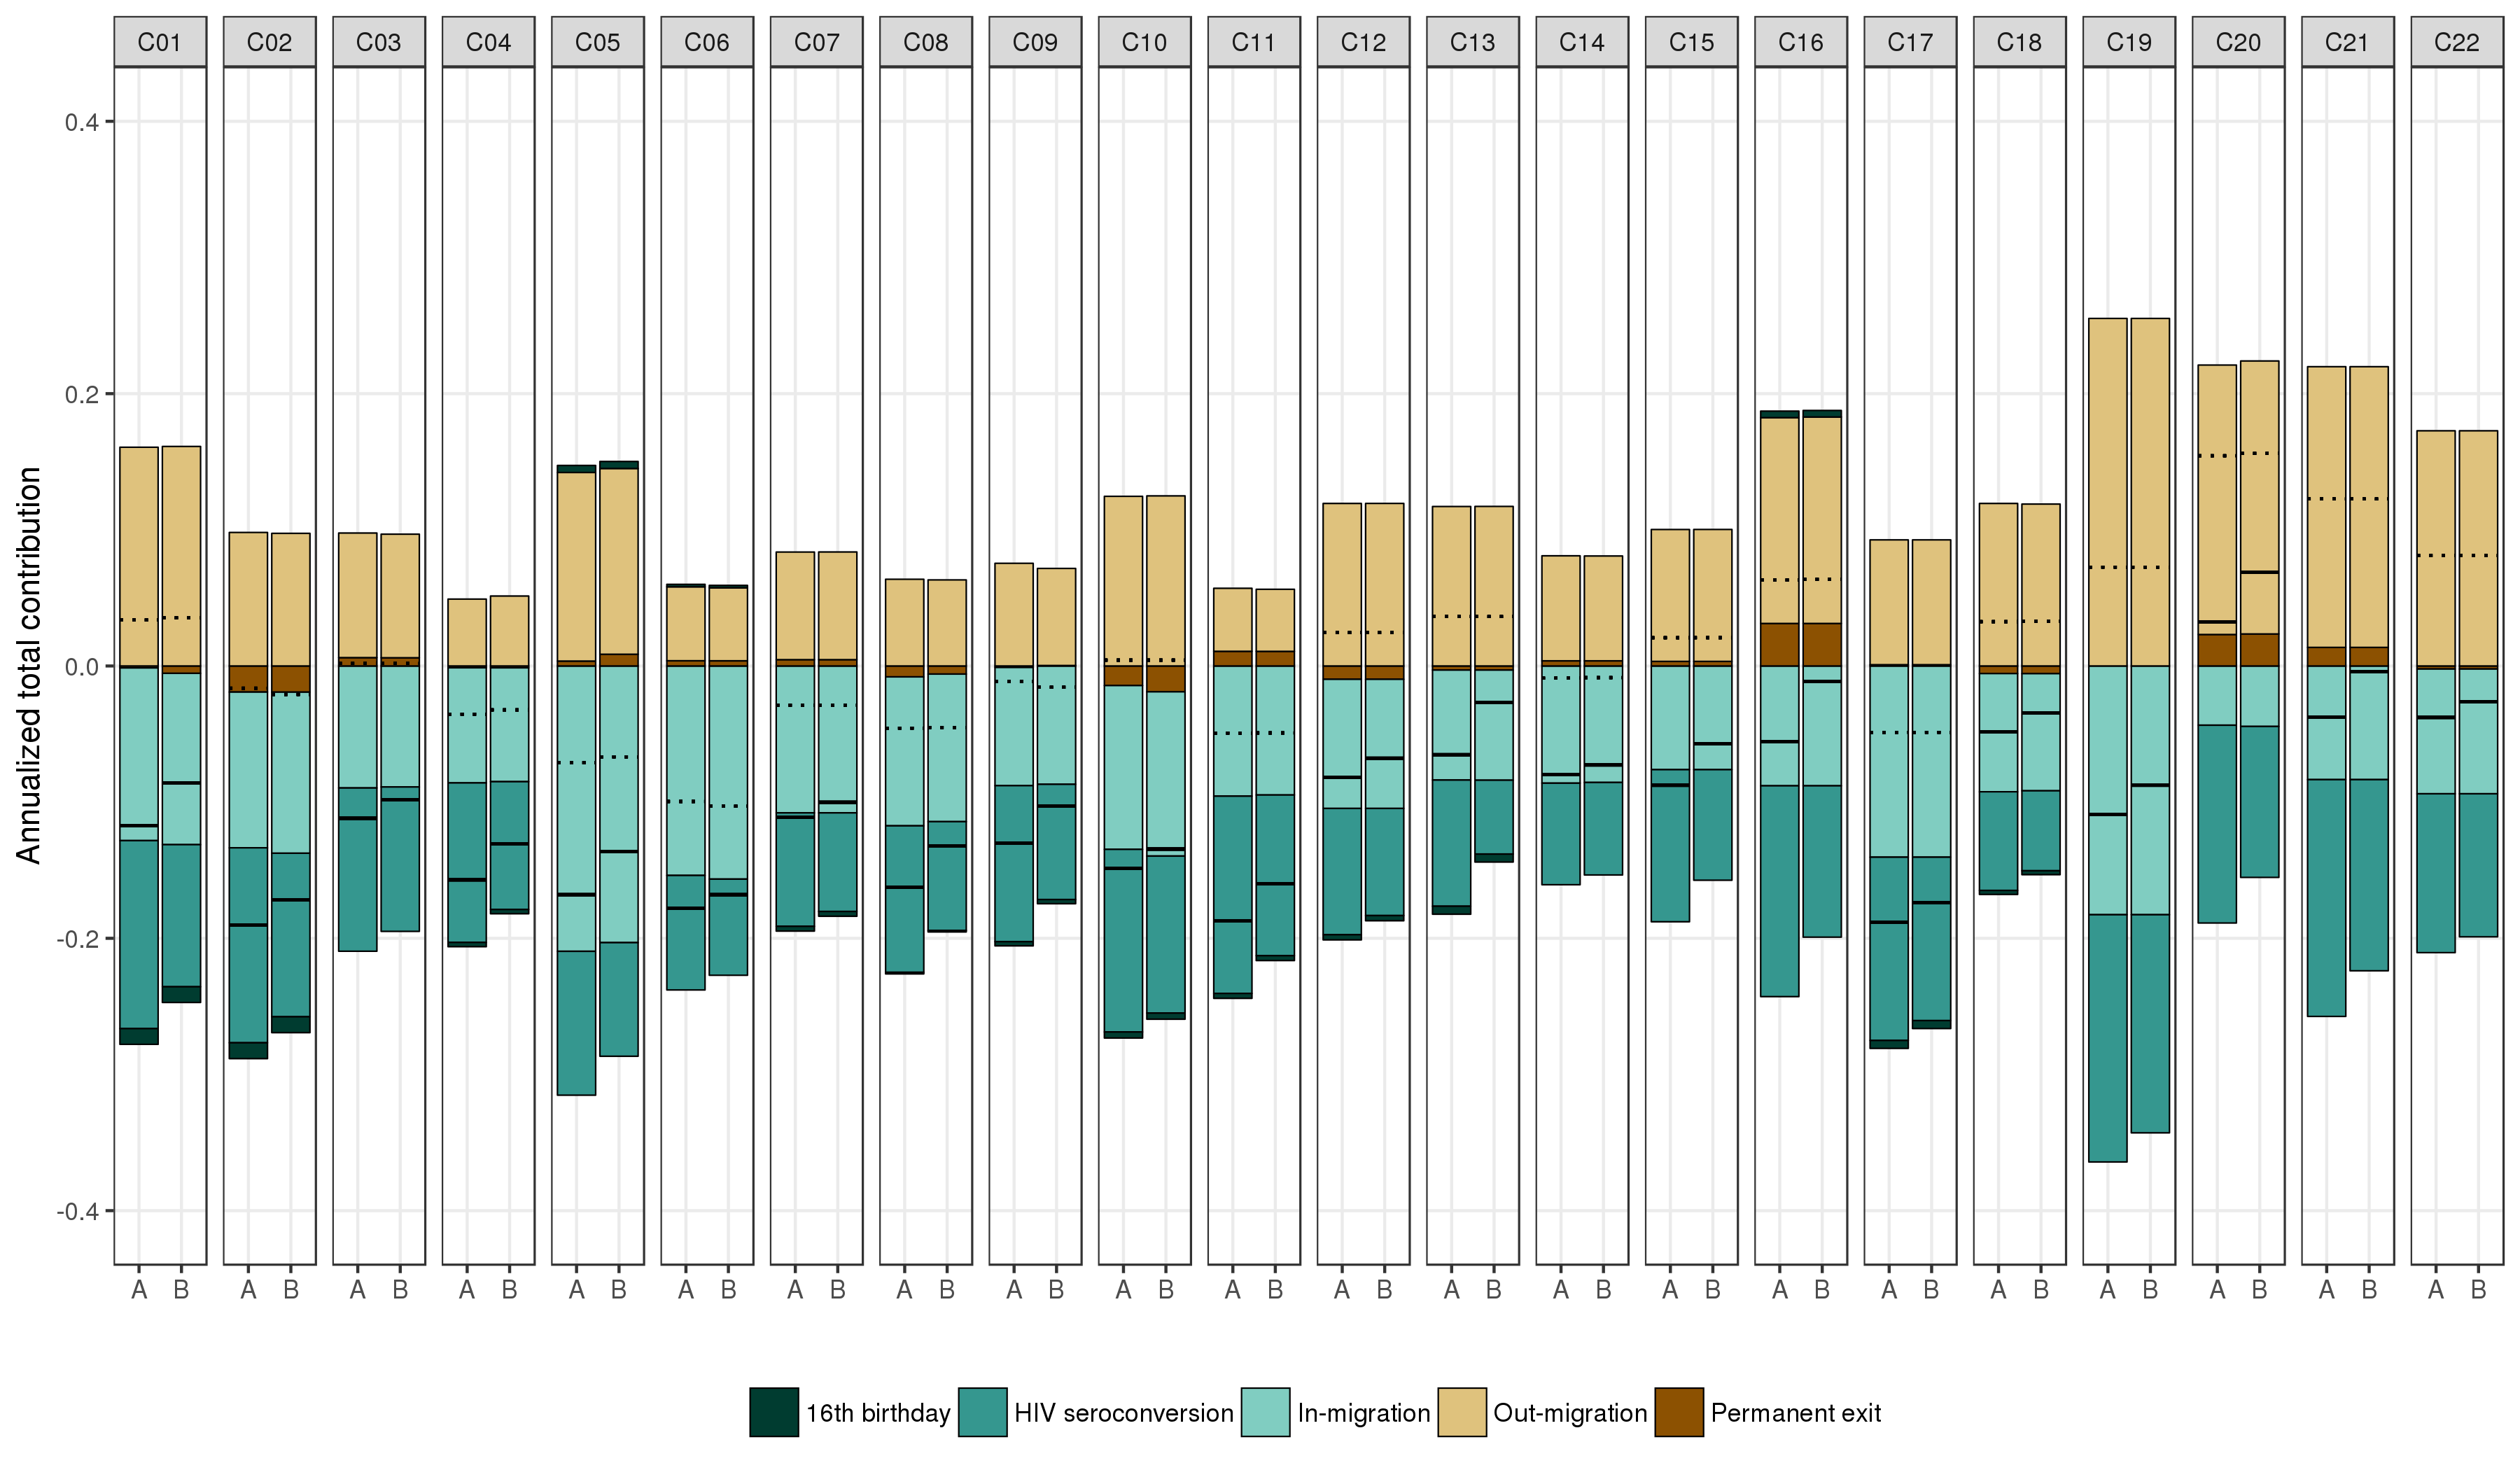 C01 C02 C03 C04 C05 C06 C07 C08 C09 C10 C11 C12 C13 C14 C15 C16 C17 C18 C19 C20 C21 C22
0.4
0.2
0.0
-0.2
-0.4
Annualized total contribution
A B A B A B A B A B A B A B A B A B A B A B A B A B A B A B A B A B A B A B A B A B A B
16th birthday HIV seroconversion In-migration Out-migration Permanent exit